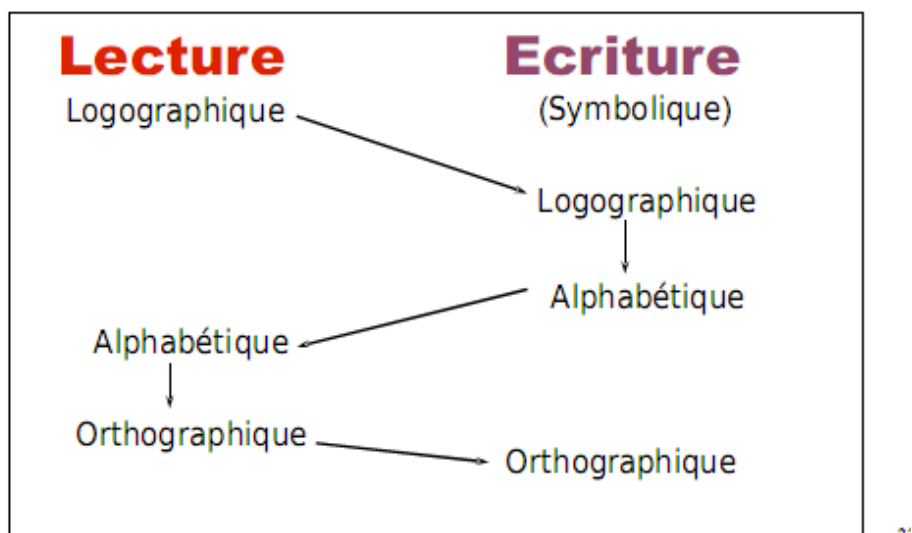 Lecture Ecriture
Logographique (Symbolique)
Logographique
Alphabétique
Alphabétique
Orthographique
Orthographique